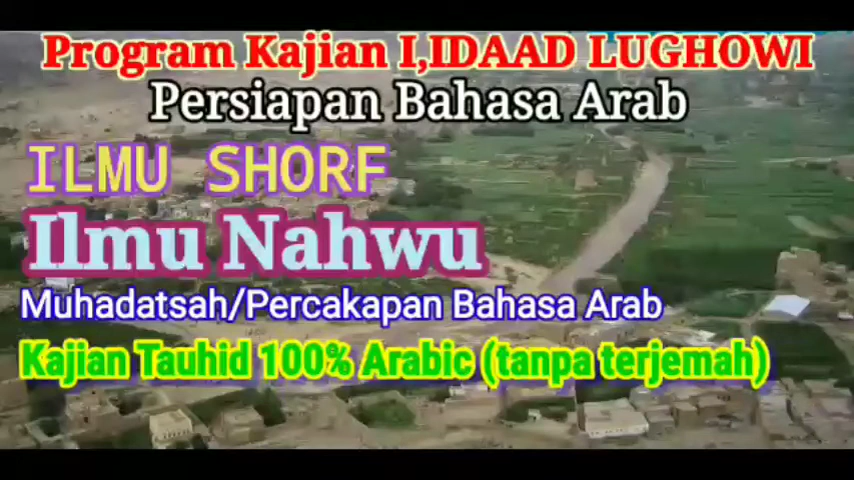 Program Kajian I,IDAAD LUGHOWI
Persiapan Bahasa Arab
ILMU SHORF
Ilmu Nahwu
Muhadatsah/Percakapan Bahasa Arab
Kajian Tauhid 100% Arabic (tanpa terjemah)